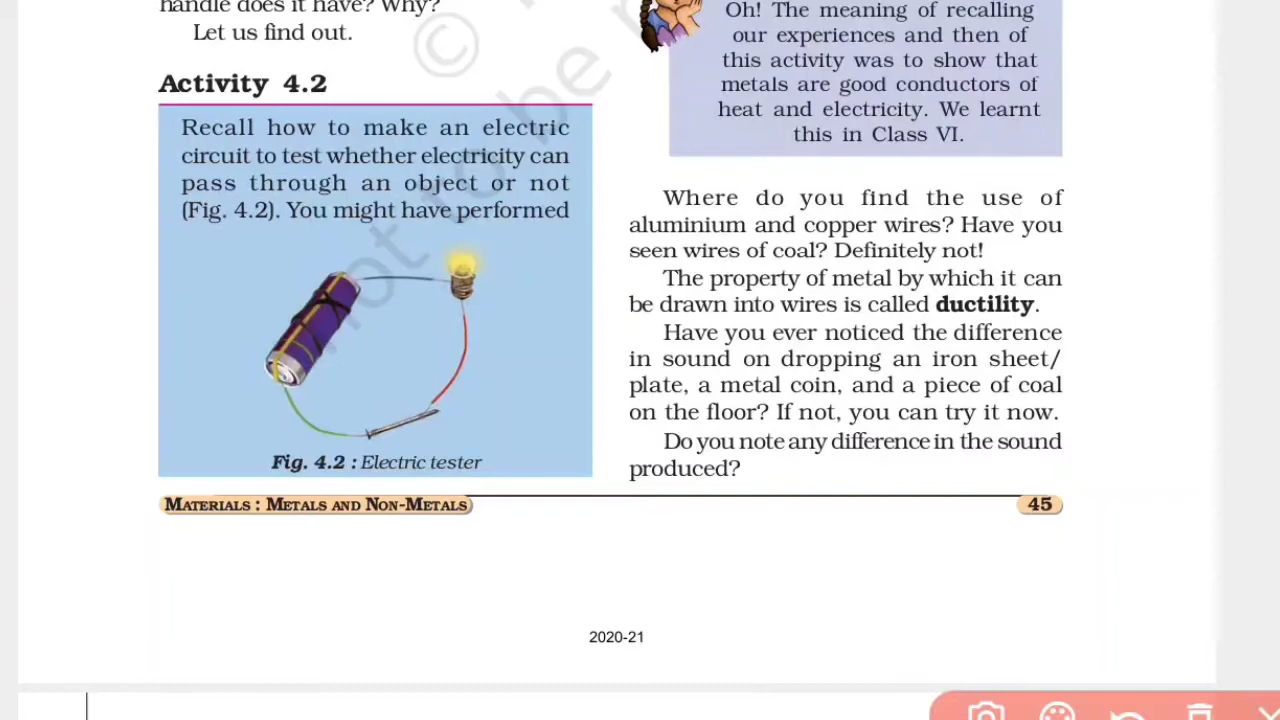 handle does it have? Why?
Let us find out.
Activity 4.2
Recall how to make an electric
circuit to test whether electricity can
pass through an object or not
(Fig. 4.2). You might have performed
Fig. 4.2 : Electric tester
Oh! The meaning of recalling
our experiences and then of
this activity was to show that
metals are good conductors of
heat and electricity. We learnt
this in Class VI.
Where do you find the use of
aluminium and copper wires? Have you
seen wires of coal? Definitely not!
The property of metal by which it can
be drawn into wires is called ductility.
Have you ever noticed the difference
in sound on dropping an iron sheet/
plate, a metal coin, and a piece of coal
on the floor? If not, you can try it now.
Do you note any difference in the sound
produced?
MATERIALS : METALS AND NON-METALS
45
2020-21
© 
not to be r